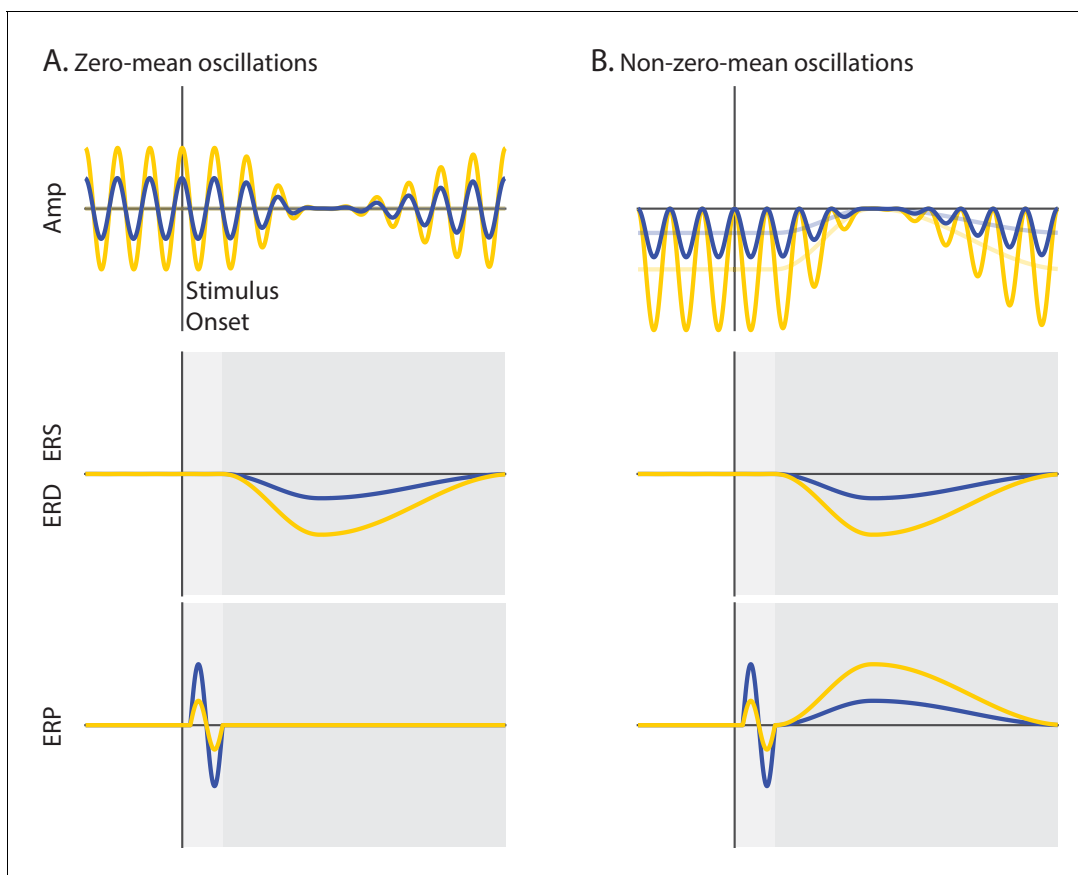 A. Zero-mean oscillations
B. Non-zero-mean oscillations
Amp
Stimulus
Onset
ERS
ERD
ERP